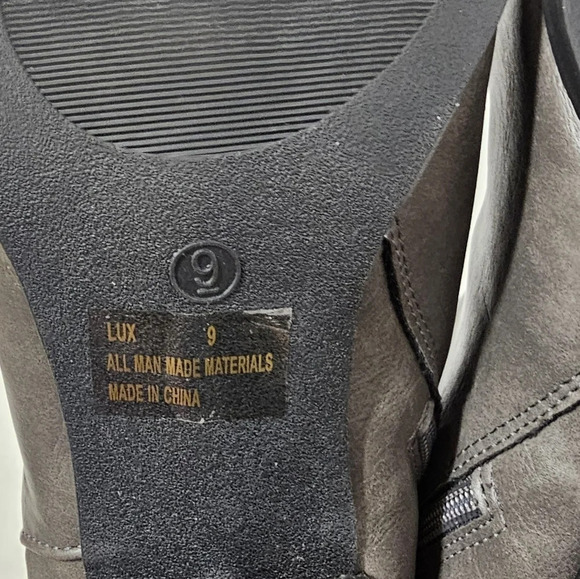 9
LUX 9
ALL MAN MADE MATERIALS
MADE IN CHINA